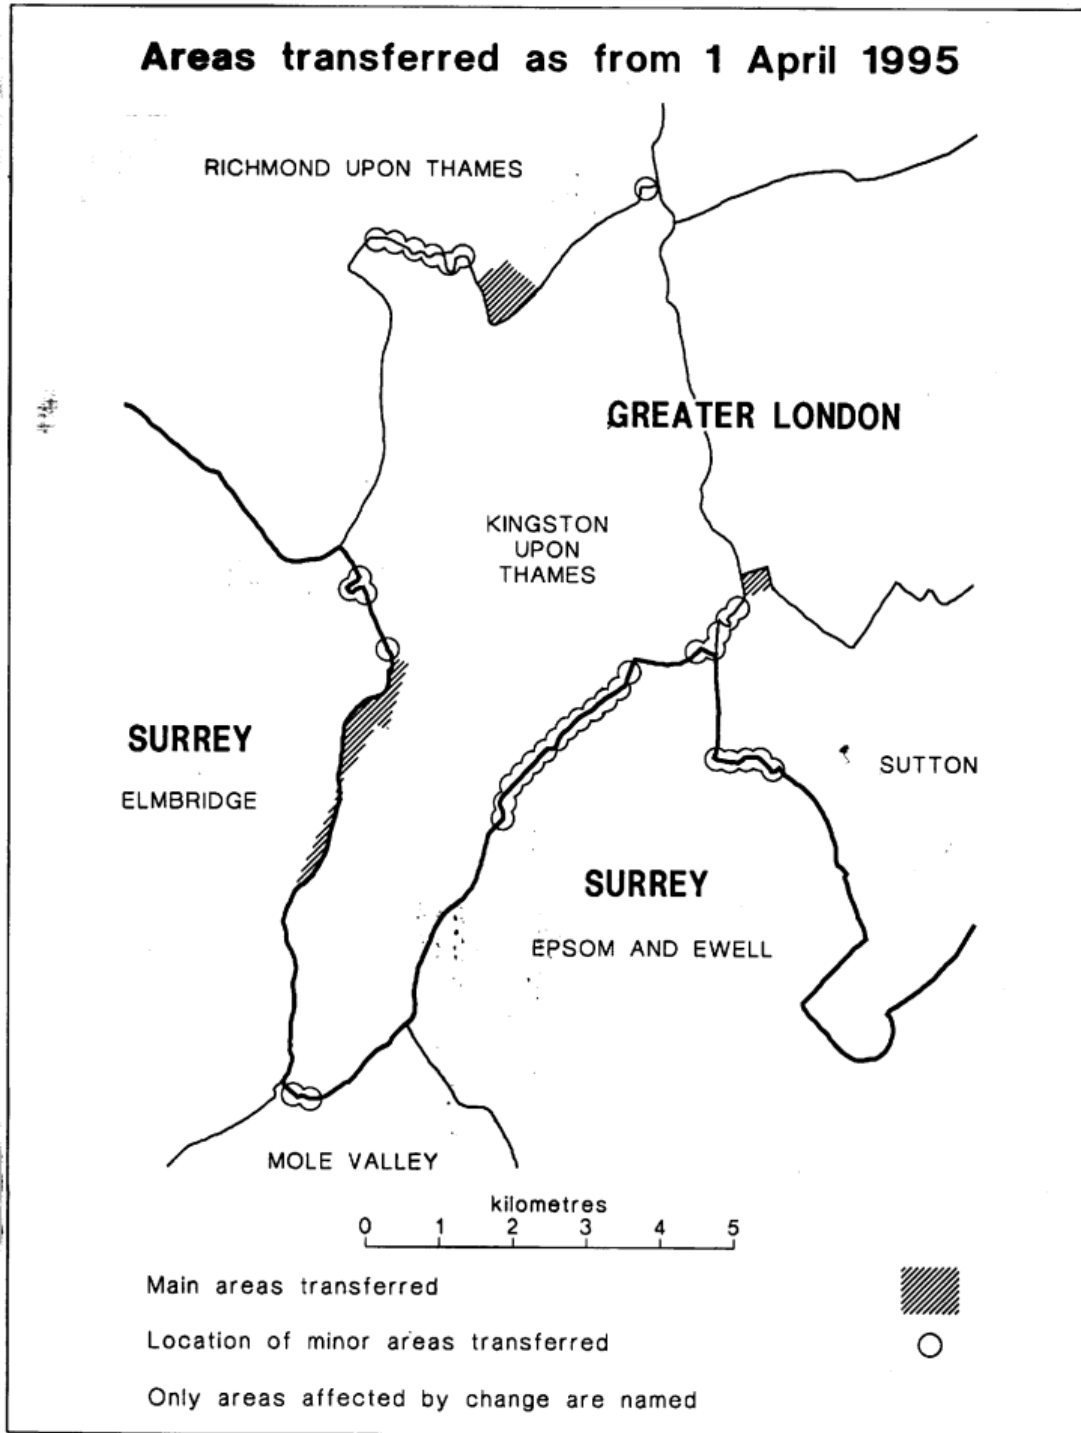 Areas transferred as from 1 April 1995
RICHMOND UPON THAMES
GREATER LONDON
KINGSTON
UPON
THAMES
SURREY
ELMBRIDGE
SUTTON
SURREY
EPSOM AND EWELL
MOLE VALLEY
kilometres
0 1 2 3 4 5
Main areas transferred
Location of minor areas transferred
Only areas affected by change are named